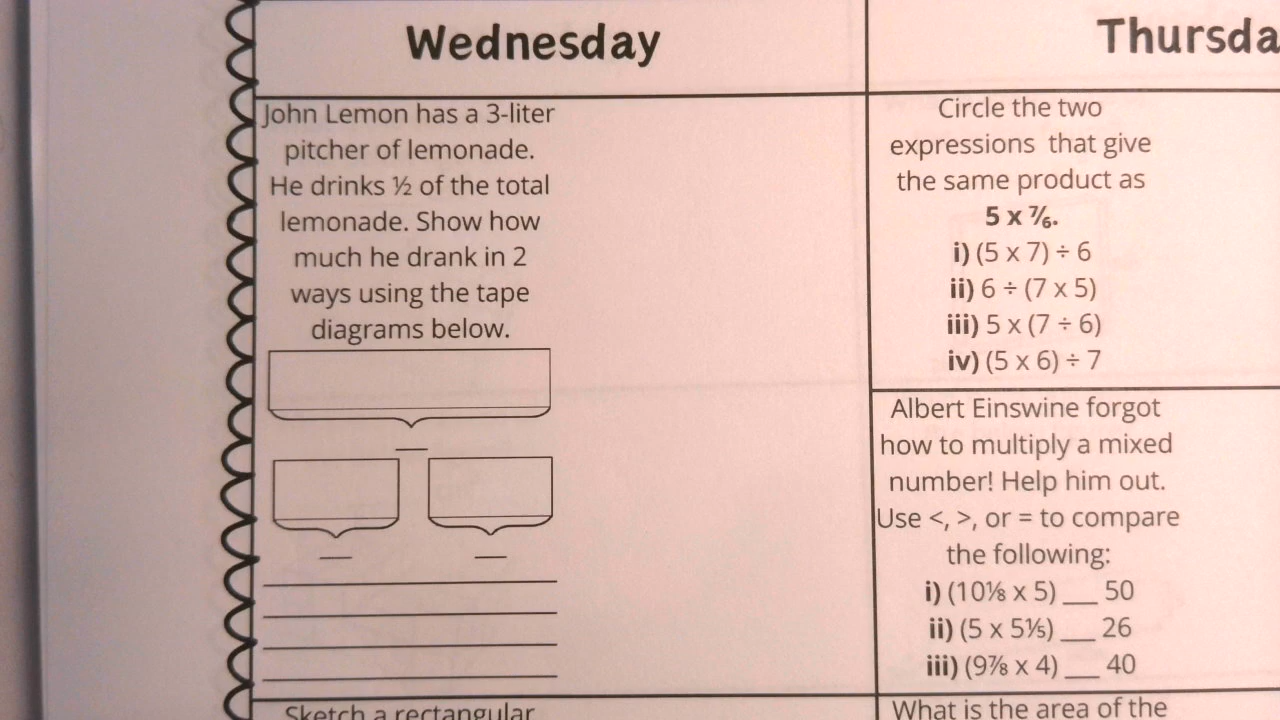 Wednesday
John Lemon has a 3-liter
pitcher of lemonade.
He drinks ½ of the total
lemonade. Show how
much he drank in 2
ways using the tape
diagrams below.
Sketch a rectangular
Thursda
Circle the two
expressions that give
the same product as
5 x ⁷⁄₆.
i) (5 x 7) ÷ 6
ii) 6 ÷ (7 x 5)
iii) 5 x (7 ÷ 6)
iv) (5 x 6) ÷ 7
Albert Einswine forgot
how to multiply a mixed
number! Help him out.
Use <, >, or = to compare
the following:
i) (10⅛ x 5) ___ 50
ii) (5 x 5⅕) ___ 26
iii) (9⅞ x 4) ___ 40
What is the area of the